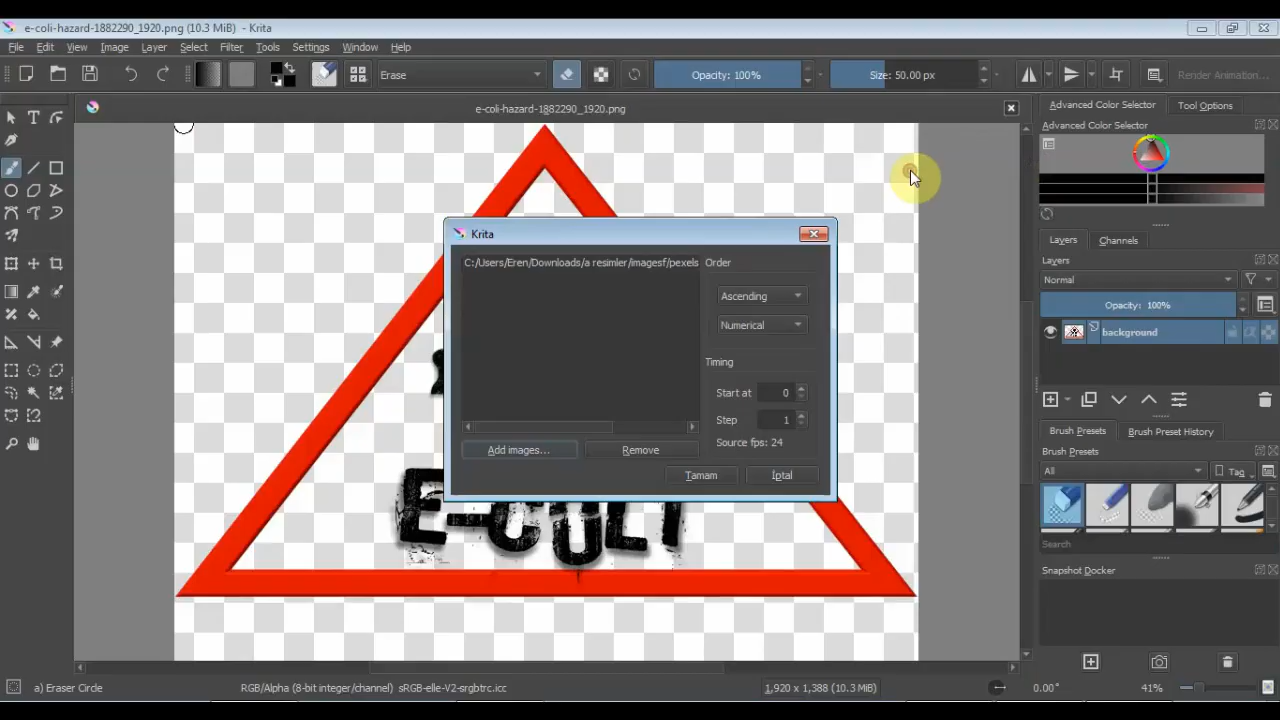 e-coli-hazard-1882290_1920.png (10.3 MiB) - Krita
File Edit View Image Layer Select Filter Tools Settings Window Help
Erase
Opacity: 100%
Size: 50.00 px
Render Animation...
e-coli-hazard-1882290_1920.png
Advanced Color Selector
Tool Options
Advanced Color Selector
Krita
C:/Users/Eren/Downloads/a resimler/imagesf/pexels
Order
Ascending
Numerical
Timing
Start at 0
Step 1
Source fps: 24
Add images...
Remove
Tamam
İptal
E-COLI
Layers
Channels
Layers
Normal
Opacity: 100%
background
Brush Presets
Brush Preset History
Brush Presets
All
Tag
Search
Snapshot Docker
a) Eraser Circle
RGB/Alpha (8-bit integer/channel) sRGB-elle-V2-srgbtrc.icc
1,920 x 1,388 (10.3 MiB)
0.00°
41%